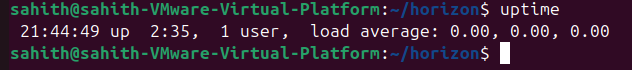 sahith@sahith-VMware-Virtual-Platform:~/horizon$ uptime
 21:44:49 up  2:35,  1 user,  load average: 0.00, 0.00, 0.00
sahith@sahith-VMware-Virtual-Platform:~/horizon$